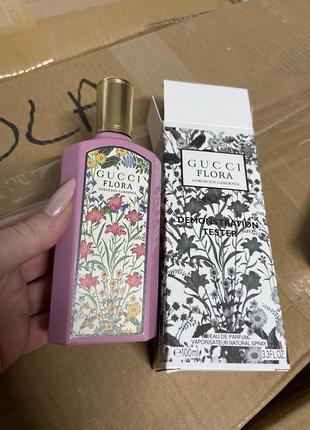 OLA
GUCCI
FLORA
GORGEOUS GARDENIA
GUCCI
FLORA
GORGEOUS GARDENIA
DEMONSTRATION
TESTER
EAU DE PARFUM
VAPORISATEUR NATURAL SPRAY
℮100ml
3.3FL.OZ